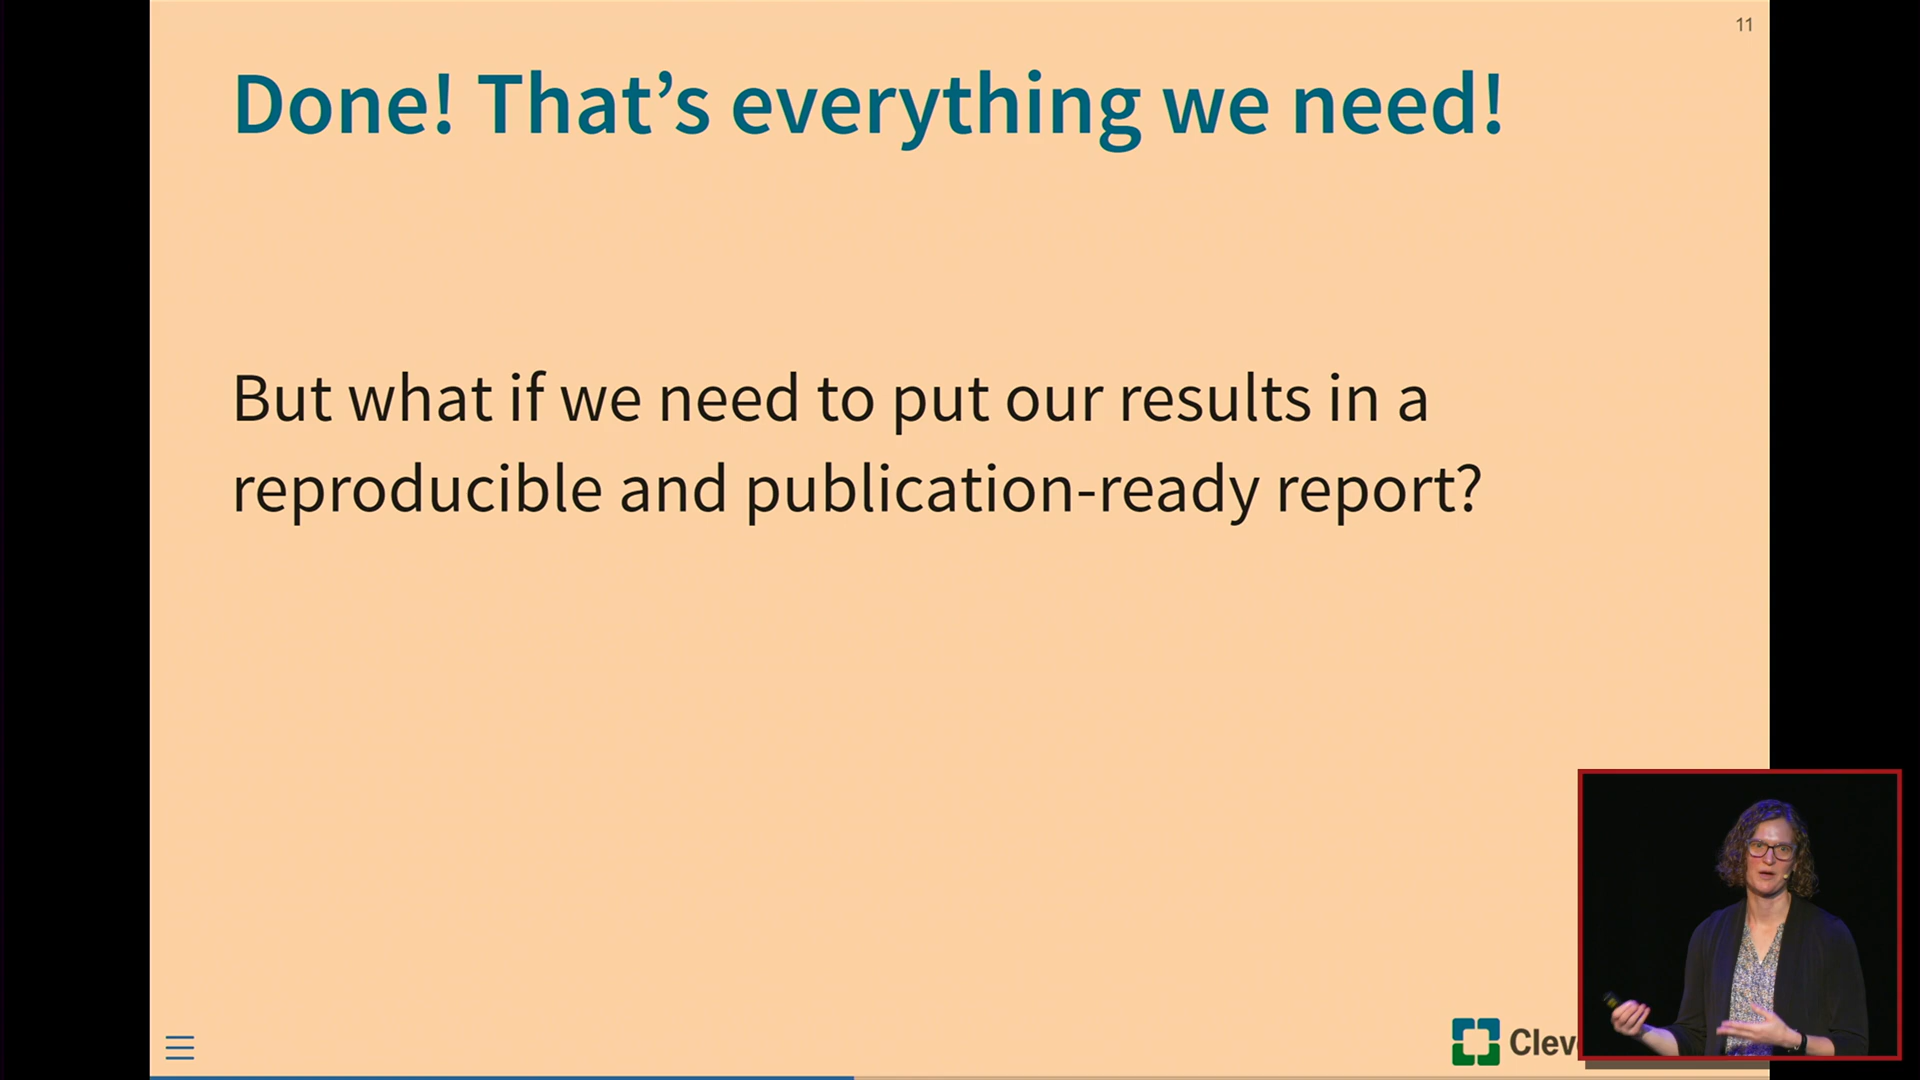 11
Done! That’s everything we need!
But what if we need to put our results in a
reproducible and publication-ready report?